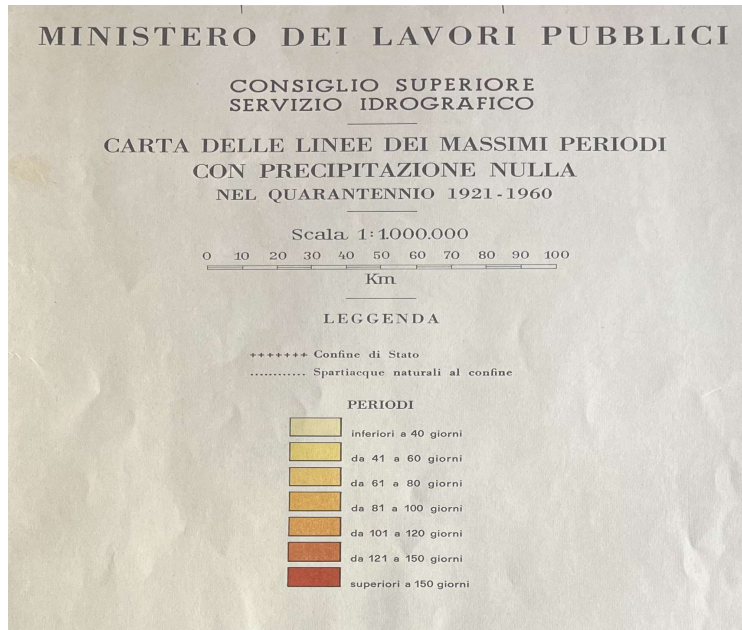 MINISTERO DEI LAVORI PUBBLICI
CONSIGLIO SUPERIORE
SERVIZIO IDROGRAFICO
CARTA DELLE LINEE DEI MASSIMI PERIODI
CON PRECIPITAZIONE NULLA
NEL QUARANTENNIO 1921-1960
Scala 1:1.000.000
0 10 20 30 40 50 60 70 80 90 100
Km
LEGGENDA
+++++++ Confine di Stato
............ Spartiacque naturali al confine
PERIODI
inferiori a 40 giorni
da 41 a 60 giorni
da 61 a 80 giorni
da 81 a 100 giorni
da 101 a 120 giorni
da 121 a 150 giorni
superiori a 150 giorni